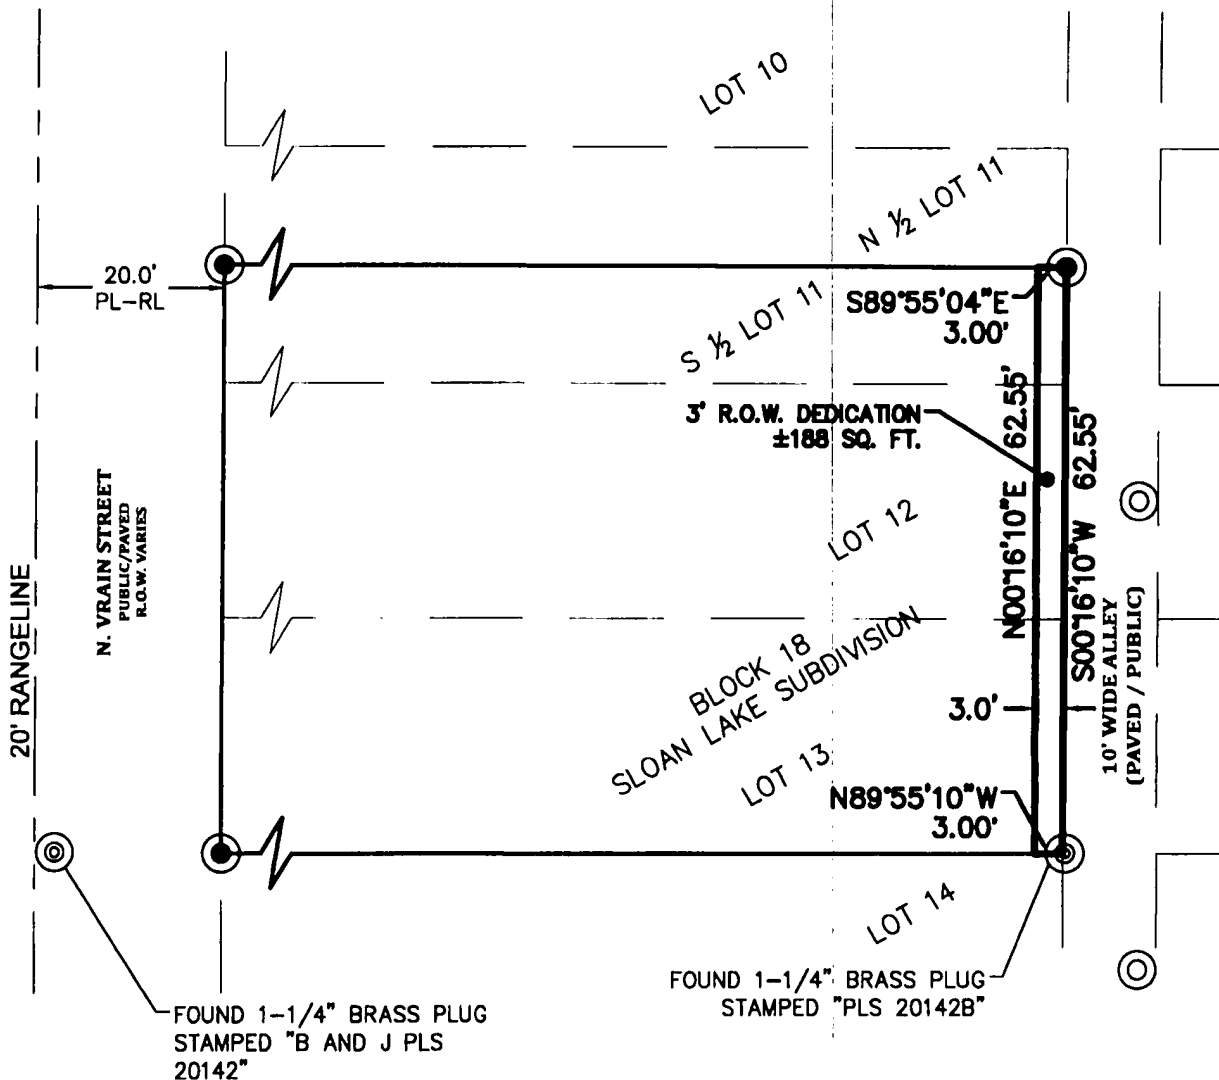 LOT 10
N ½ LOT 11
20.0'
PL-RL
S89°55'04"E
3.00'
S ½ LOT 11
3' R.O.W. DEDICATION
±188 SQ. FT.
N00°16'10"E 62.55'
S00°16'10"W 62.55'
N. VRAIN STREET
PUBLIC/PAVED
R.O.W. VARIES
20' RANGELINE
LOT 12
BLOCK 18
SLOAN LAKE SUBDIVISION
3.0'
10' WIDE ALLEY
(PAVED / PUBLIC)
LOT 13
N89°55'10"W
3.00'
LOT 14
FOUND 1-1/4" BRASS PLUG
STAMPED "PLS 20142B"
FOUND 1-1/4" BRASS PLUG
STAMPED "B AND J PLS
20142"